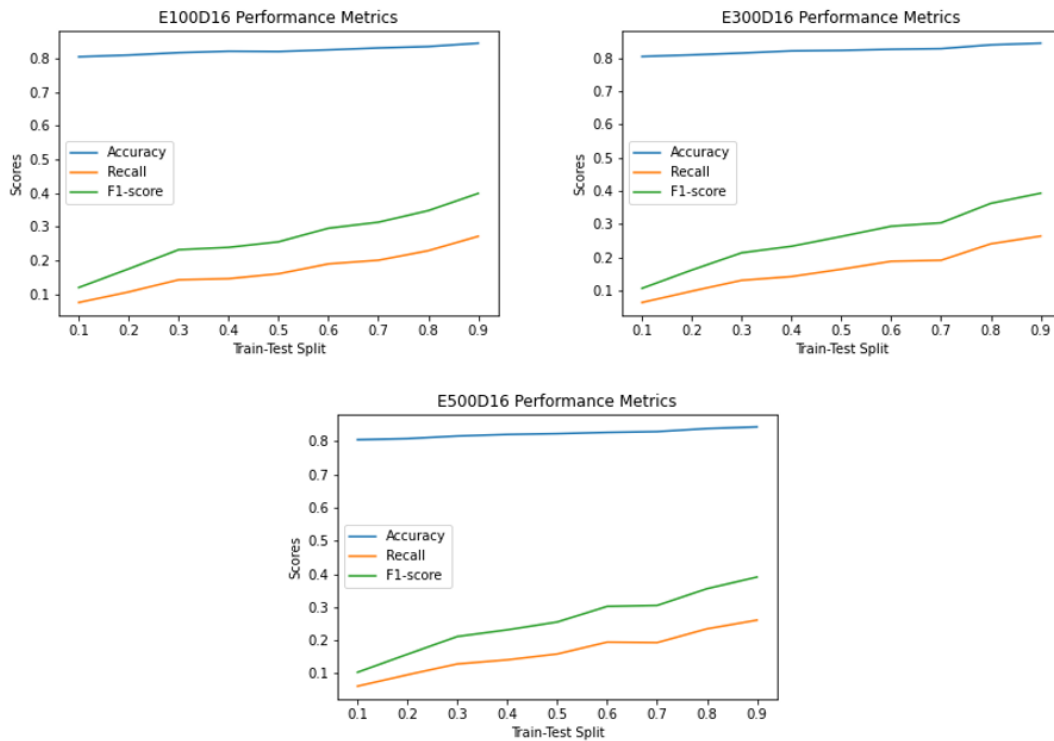 E100D16 Performance Metrics
0.8
0.7
0.6
0.5
0.4
0.3
0.2
0.1
Scores
Accuracy
Recall
F1-score
0.1 0.2 0.3 0.4 0.5 0.6 0.7 0.8 0.9
Train-Test Split
E300D16 Performance Metrics
0.8
0.7
0.6
0.5
0.4
0.3
0.2
0.1
Scores
Accuracy
Recall
F1-score
0.1 0.2 0.3 0.4 0.5 0.6 0.7 0.8 0.9
Train-Test Split
E500D16 Performance Metrics
0.8
0.7
0.6
0.5
0.4
0.3
0.2
0.1
Scores
Accuracy
Recall
F1-score
0.1 0.2 0.3 0.4 0.5 0.6 0.7 0.8 0.9
Train-Test Split